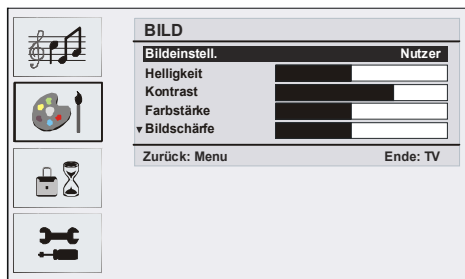 BILD
Bildeinstell. Nutzer
Helligkeit
Kontrast
Farbstärke
▾Bildschärfe
Zurück: Menu Ende: TV